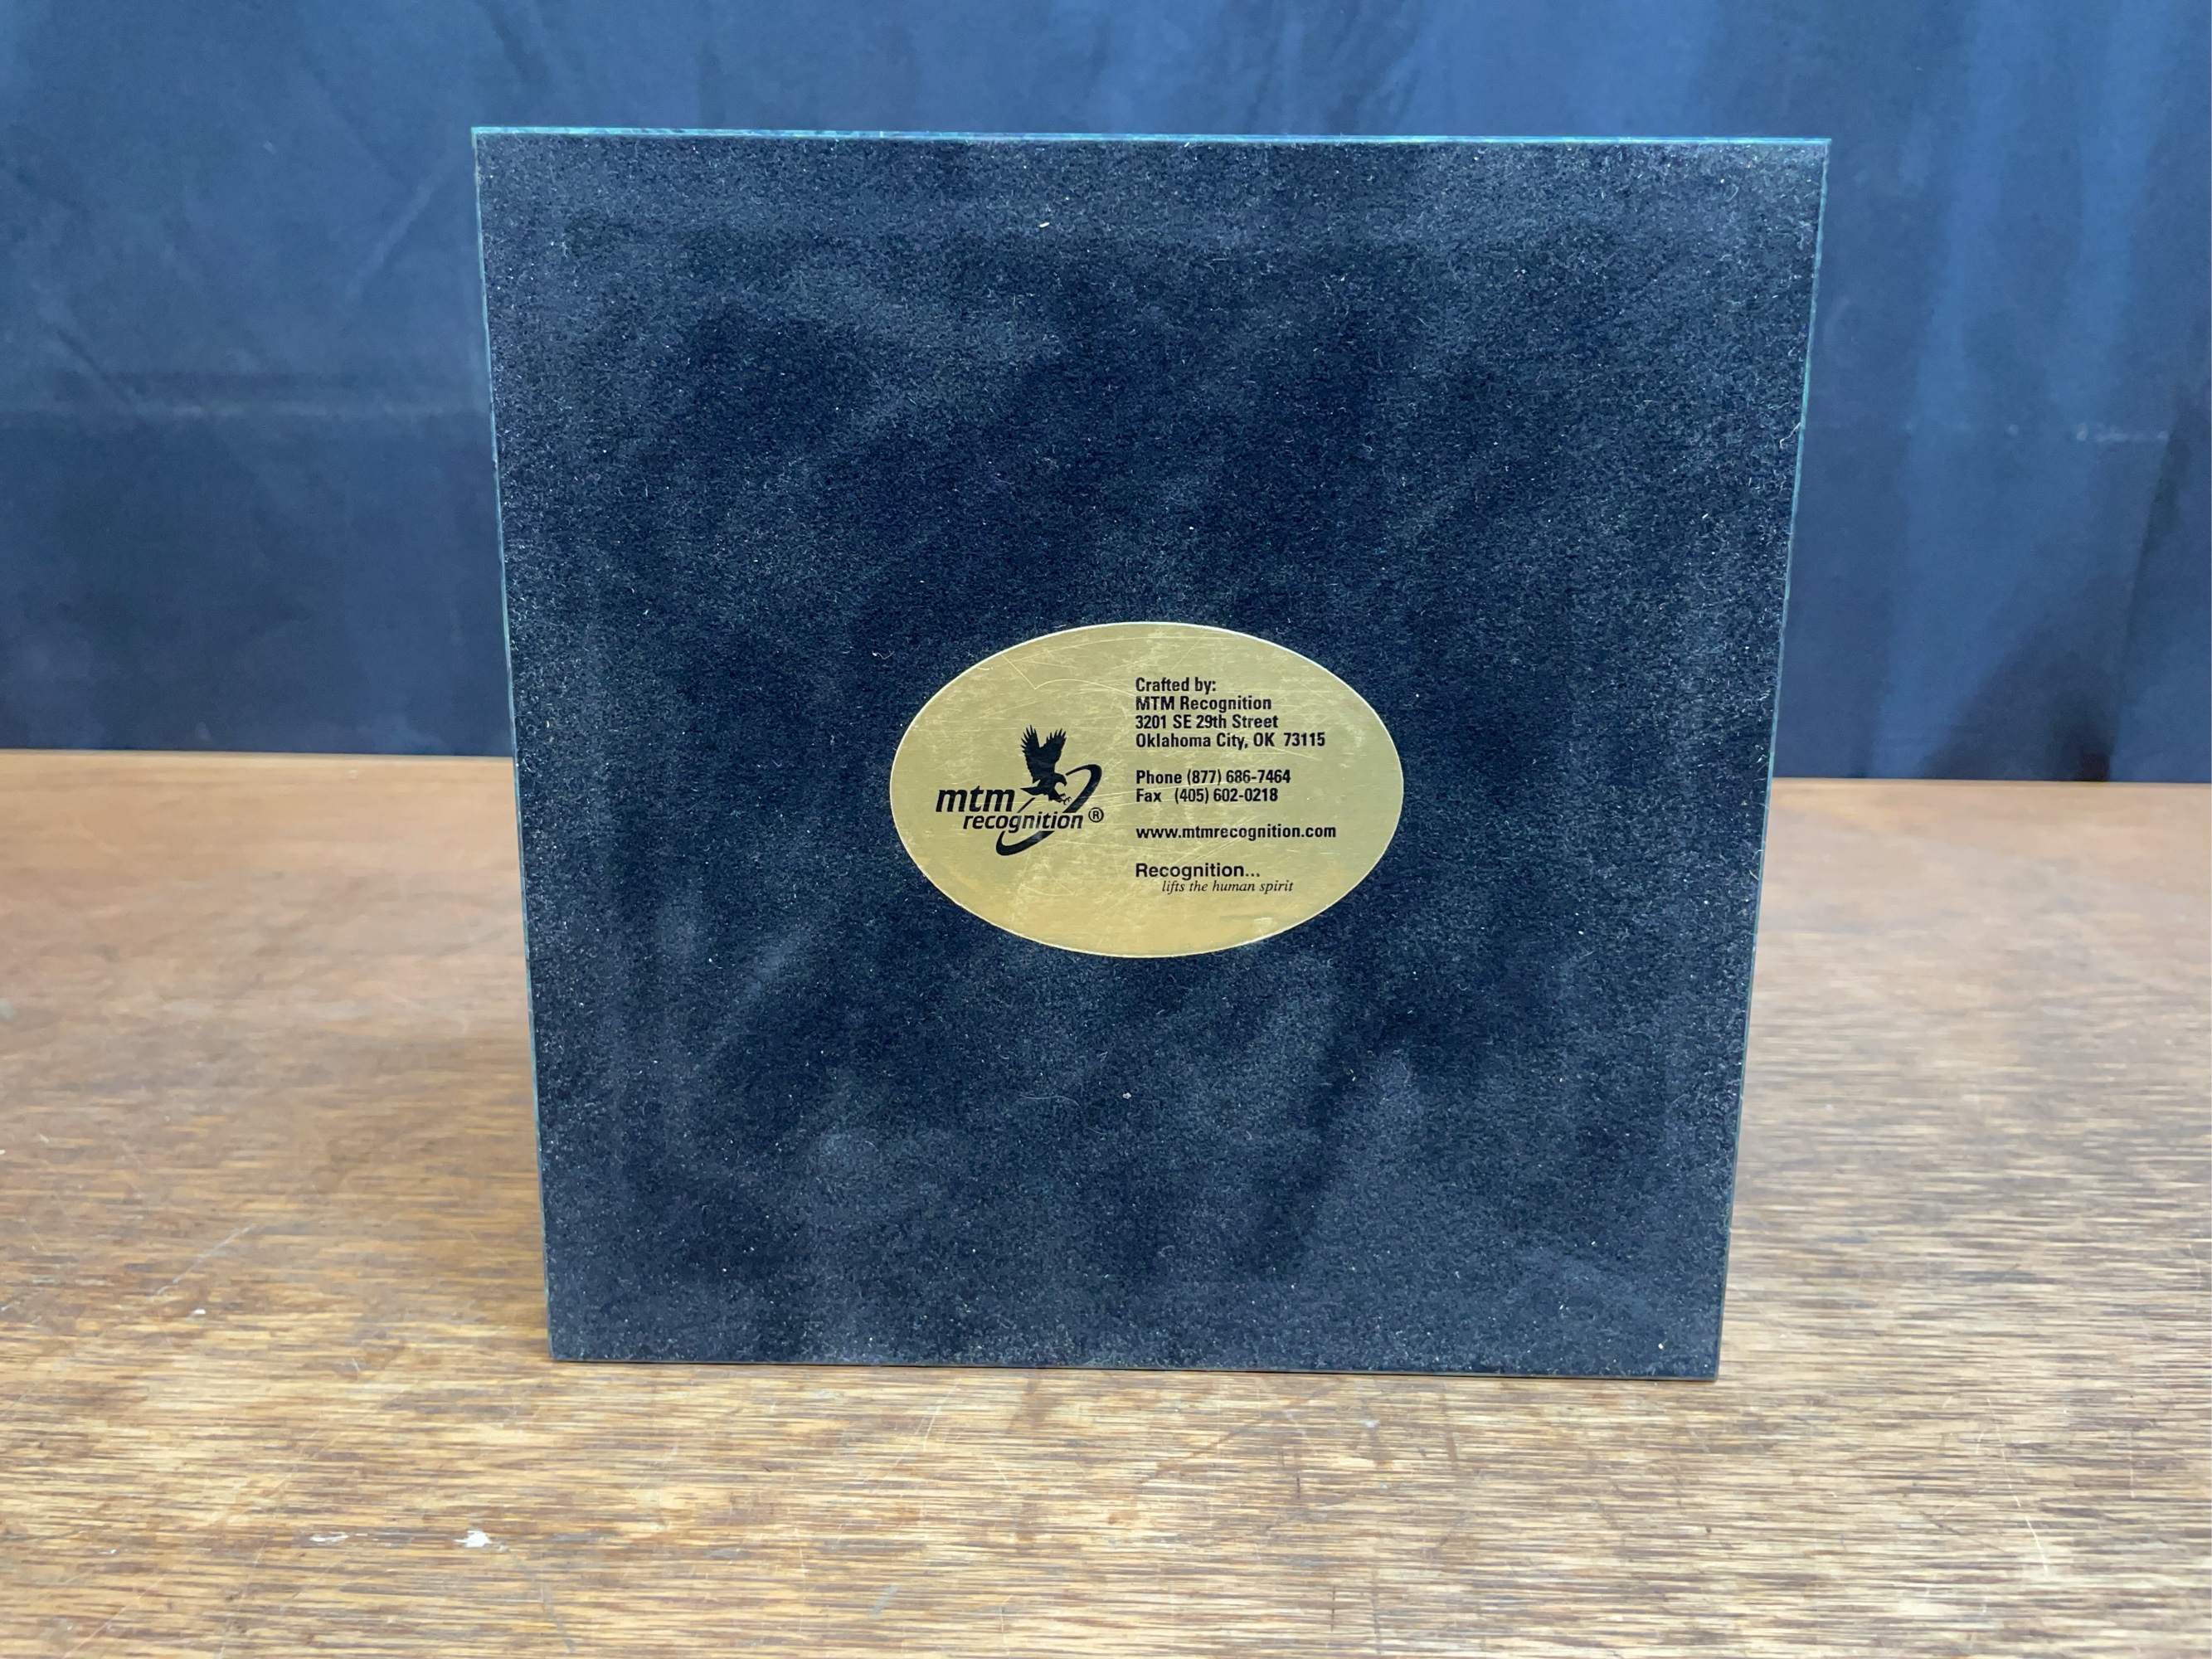 mtm
recognition®
Crafted by:
MTM Recognition
3201 SE 29th Street
Oklahoma City, OK 73115
Phone (877) 686-7464
Fax (405) 602-0218
www.mtmrecognition.com
Recognition...
lifts the human spirit